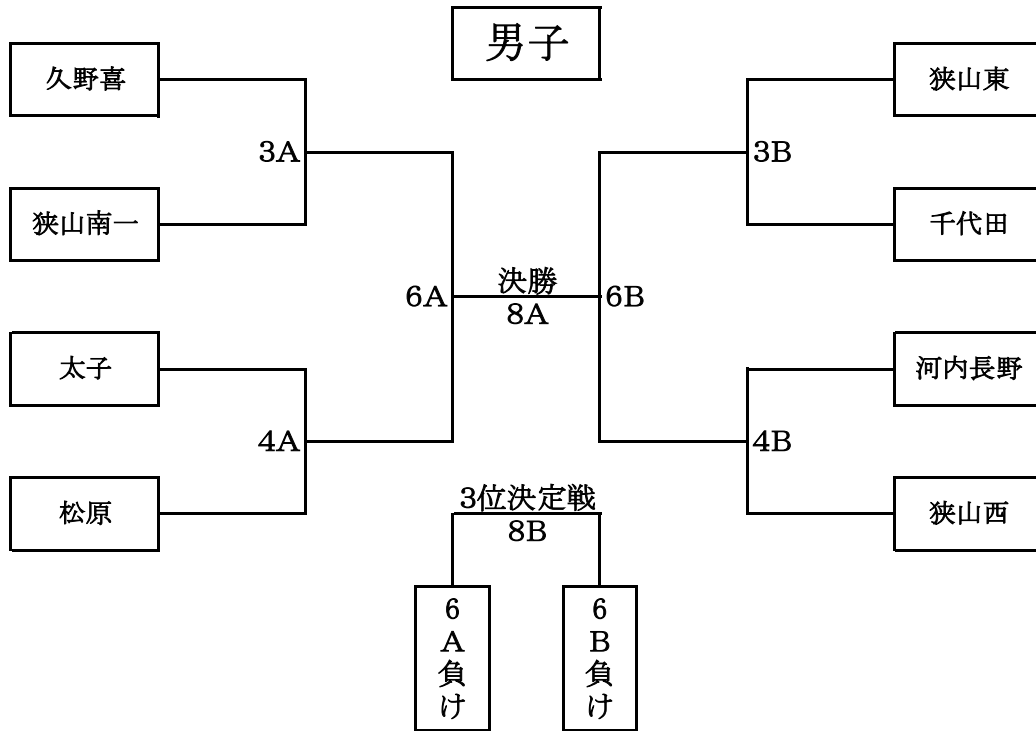 男子
久野喜
狭山東
3A
3B
狭山南一
千代田
決勝
6A
6B
8A
太子
河内長野
4A
4B
松原
狭山西
3位決定戦
8B
6A負け
6B負け